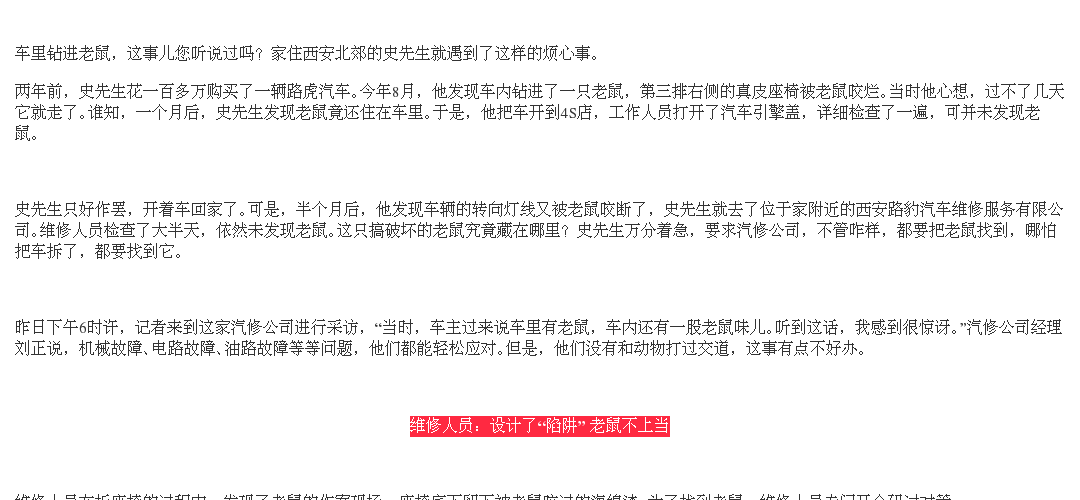 车里钻进老鼠，这事儿您听说过吗？家住西安北郊的史先生就遇到了这样的烦心事。
两年前，史先生花一百多万购买了一辆路虎汽车。今年8月，他发现车内钻进了一只老鼠，第三排右侧的真皮座椅被老鼠咬烂。当时他心想，过不了几天
它就走了。谁知，一个月后，史先生发现老鼠竟还住在车里。于是，他把车开到4S店，工作人员打开了汽车引擎盖，详细检查了一遍，可并未发现老
鼠。
史先生只好作罢，开着车回家了。可是，半个月后，他发现车辆的转向灯线又被老鼠咬断了，史先生就去了位于家附近的西安路豹汽车维修服务有限公
司。维修人员检查了大半天，依然未发现老鼠。这只搞破坏的老鼠究竟藏在哪里？史先生万分着急，要求汽修公司，不管咋样，都要把老鼠找到，哪怕
把车拆了，都要找到它。
昨日下午6时许，记者来到这家汽修公司进行采访，“当时，车主过来说车里有老鼠，车内还有一股老鼠味儿。听到这话，我感到很惊讶。”汽修公司经理
刘正说，机械故障、电路故障、油路故障等等问题，他们都能轻松应对。但是，他们没有和动物打过交道，这事有点不好办。
维修人员：设计了“陷阱” 老鼠不上当